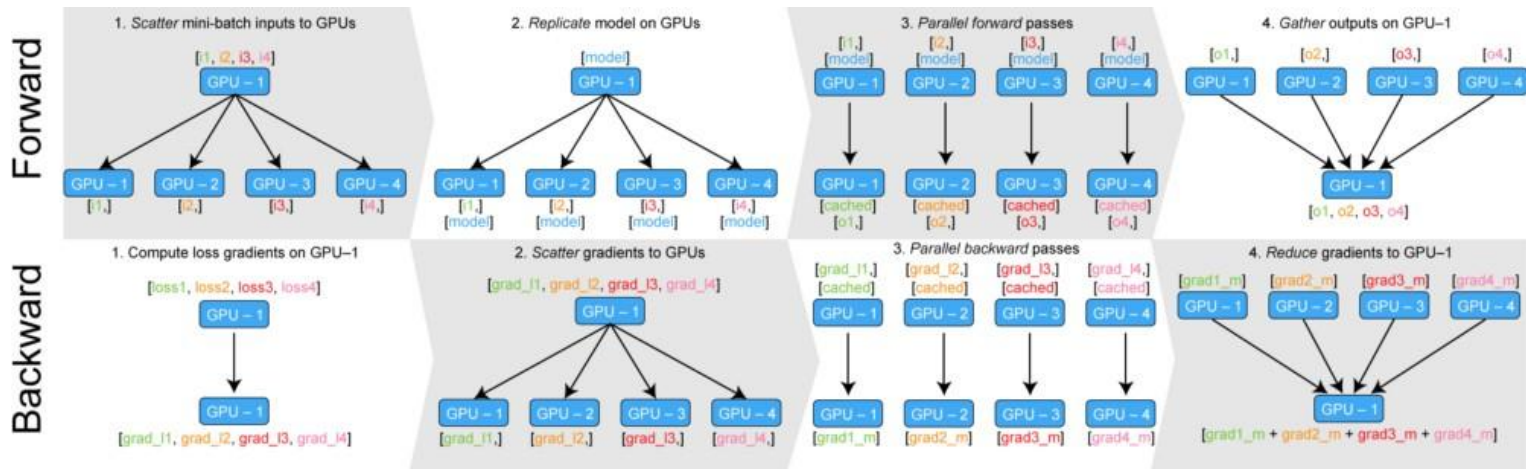 Forward
1. Scatter mini-batch inputs to GPUs
[i1, i2, i3, i4]
GPU – 1
GPU – 1 GPU – 2 GPU – 3 GPU – 4
[i1,] [i2,] [i3,] [i4,]
2. Replicate model on GPUs
[model]
GPU – 1
GPU – 1 GPU – 2 GPU – 3 GPU – 4
[i1,] [i2,] [i3,] [i4,]
[model] [model] [model] [model]
3. Parallel forward passes
[i1,] [i2,] [i3,] [i4,]
[model] [model] [model] [model]
GPU – 1 GPU – 2 GPU – 3 GPU – 4
GPU – 1 GPU – 2 GPU – 3 GPU – 4
[cached] [cached] [cached] [cached]
[o1,] [o2,] [o3,] [o4,]
4. Gather outputs on GPU–1
[o1,] [o2,] [o3,] [o4,]
GPU – 1 GPU – 2 GPU – 3 GPU – 4
GPU – 1
[o1, o2, o3, o4]
Backward
1. Compute loss gradients on GPU–1
[loss1, loss2, loss3, loss4]
GPU – 1
GPU – 1
[grad_l1, grad_l2, grad_l3, grad_l4]
2. Scatter gradients to GPUs
[grad_l1, grad_l2, grad_l3, grad_l4]
GPU – 1
GPU – 1 GPU – 2 GPU – 3 GPU – 4
[grad_l1,] [grad_l2,] [grad_l3,] [grad_l4,]
3. Parallel backward passes
[grad_l1,] [grad_l2,] [grad_l3,] [grad_l4,]
[cached] [cached] [cached] [cached]
GPU – 1 GPU – 2 GPU – 3 GPU – 4
GPU – 1 GPU – 2 GPU – 3 GPU – 4
[grad1_m] [grad2_m] [grad3_m] [grad4_m]
4. Reduce gradients to GPU–1
[grad1_m] [grad2_m] [grad3_m] [grad4_m]
GPU – 1 GPU – 2 GPU – 3 GPU – 4
GPU – 1
[grad1_m + grad2_m + grad3_m + grad4_m]